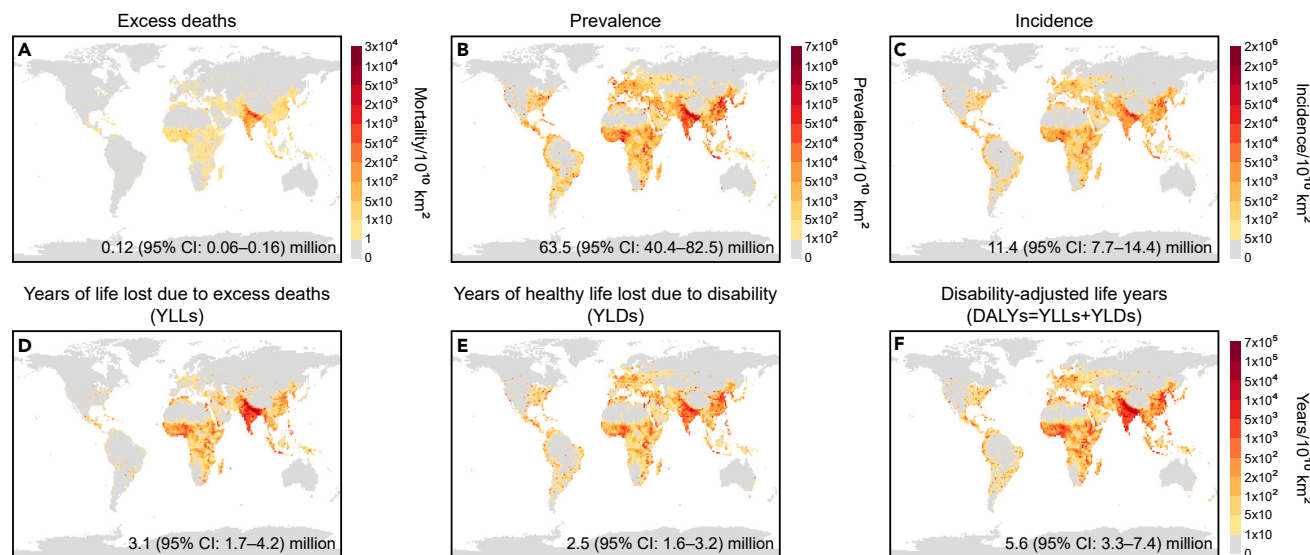 Excess deaths
A
0.12 (95% CI: 0.06–0.16) million
3x10⁴
1x10⁴
5x10³
2x10³
1x10³
5x10²
2x10²
1x10²
5x10
1x10
1
0
Mortality/10¹⁰ km²
Prevalence
B
63.5 (95% CI: 40.4–82.5) million
7x10⁶
1x10⁶
5x10⁵
1x10⁵
5x10⁴
2x10⁴
1x10⁴
5x10³
1x10³
5x10²
1x10²
0
Prevalence/10¹⁰ km²
Incidence
C
11.4 (95% CI: 7.7–14.4) million
2x10⁶
1x10⁶
5x10⁵
1x10⁵
5x10⁴
1x10⁴
5x10³
1x10³
5x10²
1x10²
5x10
0
Incidence/10¹⁰ km²
Years of life lost due to excess deaths
(YLLs)
D
3.1 (95% CI: 1.7–4.2) million
Years of healthy life lost due to disability
(YLDs)
E
2.5 (95% CI: 1.6–3.2) million
Disability-adjusted life years
(DALYs=YLLs+YLDs)
F
5.6 (95% CI: 3.3–7.4) million
7x10⁵
1x10⁵
5x10⁴
1x10⁴
5x10³
1x10³
5x10²
2x10²
1x10²
5x10
1x10
0
Years/10¹⁰ km²